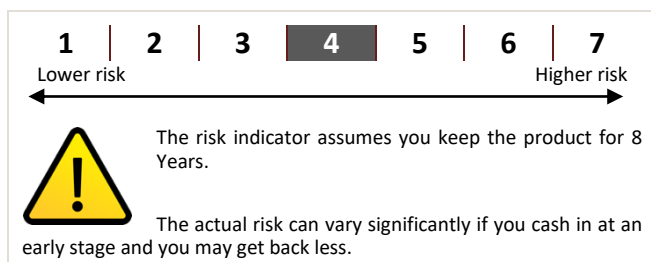 1 2 3 4 5 6 7
Lower risk Higher risk
The risk indicator assumes you keep the product for 8
Years.
The actual risk can vary significantly if you cash in at an
early stage and you may get back less.